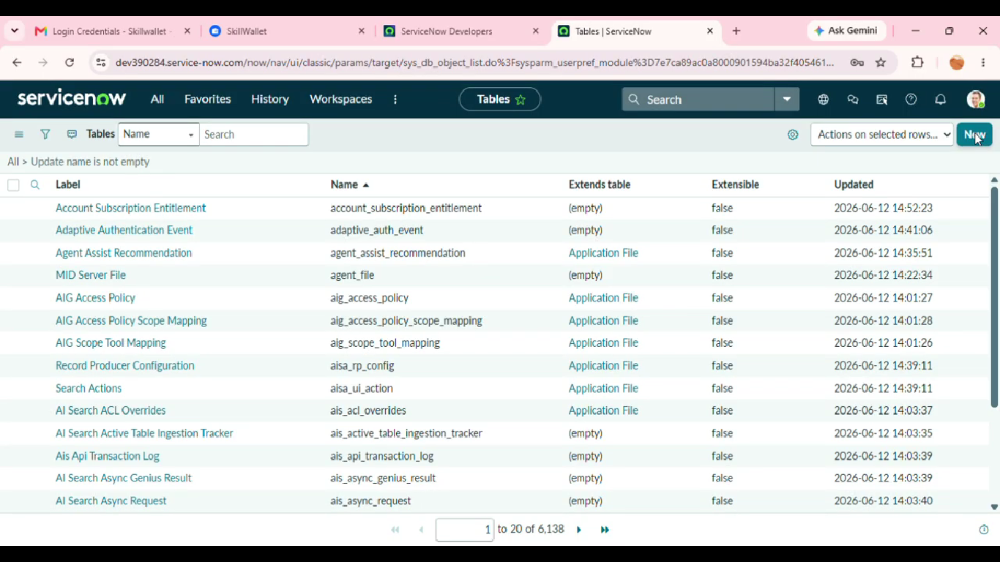 Login Credentials - Skillwallet -
SkillWallet
ServiceNow Developers
Tables | ServiceNow
Ask Gemini
dev390284.service-now.com/now/nav/ui/classic/params/target/sys_db_object_list.do%3Fsysparm_userpref_module%3D7e7ca89ac0a8000901594ba32f405461...
servicenow All Favorites History Workspaces Tables Search
Tables Name Search Actions on selected rows... New
All > Update name is not empty
Label Name Extends table Extensible Updated
Account Subscription Entitlement account_subscription_entitlement (empty) false 2026-06-12 14:52:23
Adaptive Authentication Event adaptive_auth_event (empty) false 2026-06-12 14:41:06
Agent Assist Recommendation agent_assist_recommendation Application File false 2026-06-12 14:35:51
MID Server File agent_file (empty) false 2026-06-12 14:22:34
AIG Access Policy aig_access_policy Application File false 2026-06-12 14:01:27
AIG Access Policy Scope Mapping aig_access_policy_scope_mapping Application File false 2026-06-12 14:01:28
AIG Scope Tool Mapping aig_scope_tool_mapping Application File false 2026-06-12 14:01:26
Record Producer Configuration aisa_rp_config Application File false 2026-06-12 14:39:11
Search Actions aisa_ui_action Application File false 2026-06-12 14:39:11
AI Search ACL Overrides ais_acl_overrides Application File false 2026-06-12 14:03:37
AI Search Active Table Ingestion Tracker ais_active_table_ingestion_tracker (empty) false 2026-06-12 14:03:35
Ais Api Transaction Log ais_api_transaction_log (empty) false 2026-06-12 14:03:39
AI Search Async Genius Result ais_async_genius_result (empty) false 2026-06-12 14:03:39
AI Search Async Request ais_async_request (empty) false 2026-06-12 14:03:40
1 to 20 of 6,138